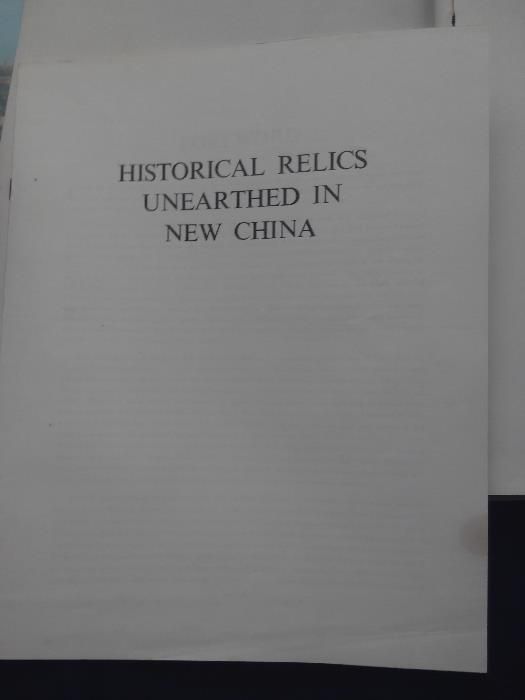 HISTORICAL RELICS
UNEARTHED IN
NEW CHINA